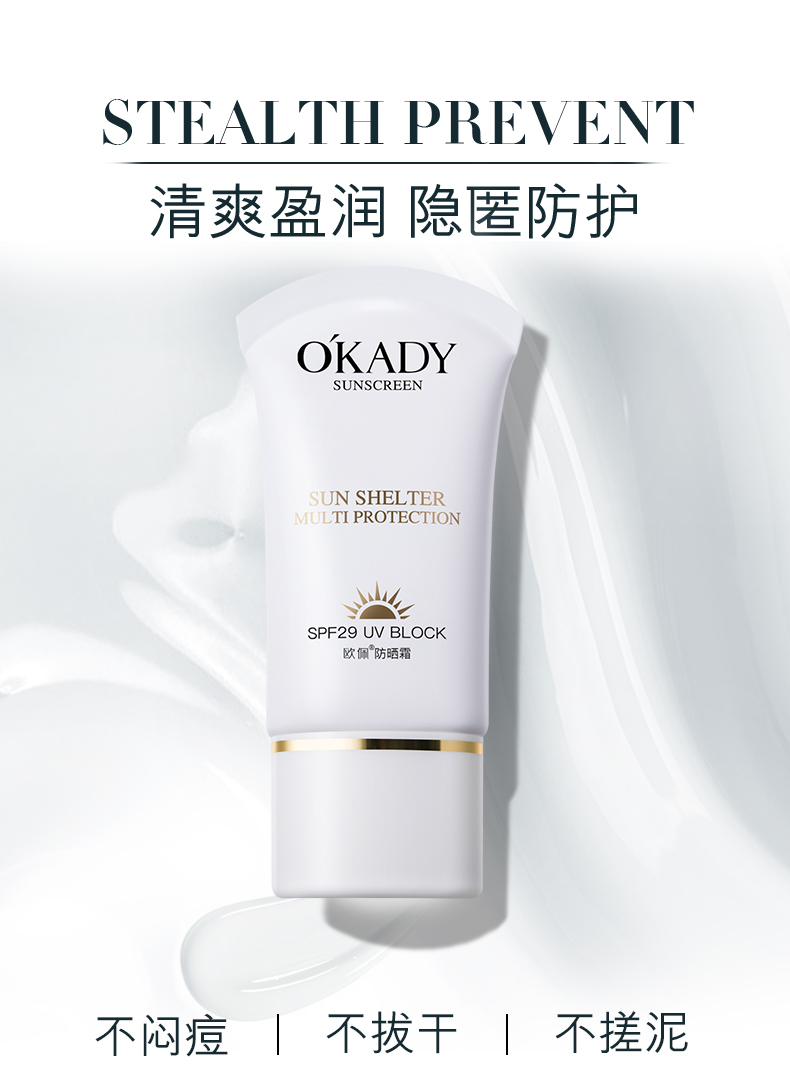 STEALTH PREVENT
清爽盈润 隐匿防护
O'KADY
SUNSCREEN
SUN SHELTER
MULTI PROTECTION
SPF29 UV BLOCK
欧佩®防晒霜
不闷痘 | 不拔干 | 不搓泥